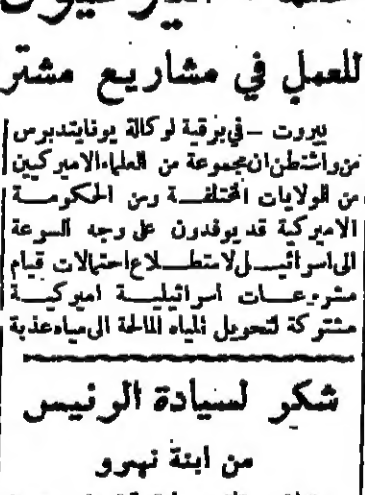 للعمل في مشاريع مشتر
بيروت – في برقية لوكالة يونايتدبرس
من واشنطن ان مجموعة من العلماء الاميركيين
من الولايات المختلفة ومن الحكومة
الاميركية قد يوفدون على وجه السرعة
الى اسرائيل لاستطلاع احتمالات قيام
مشروعات اسرائيلية اميركية
مشتركة لتحويل المياه المالحة الى مياه عذبة
شكر لسيادة الرئيس
من ابنة نهرو